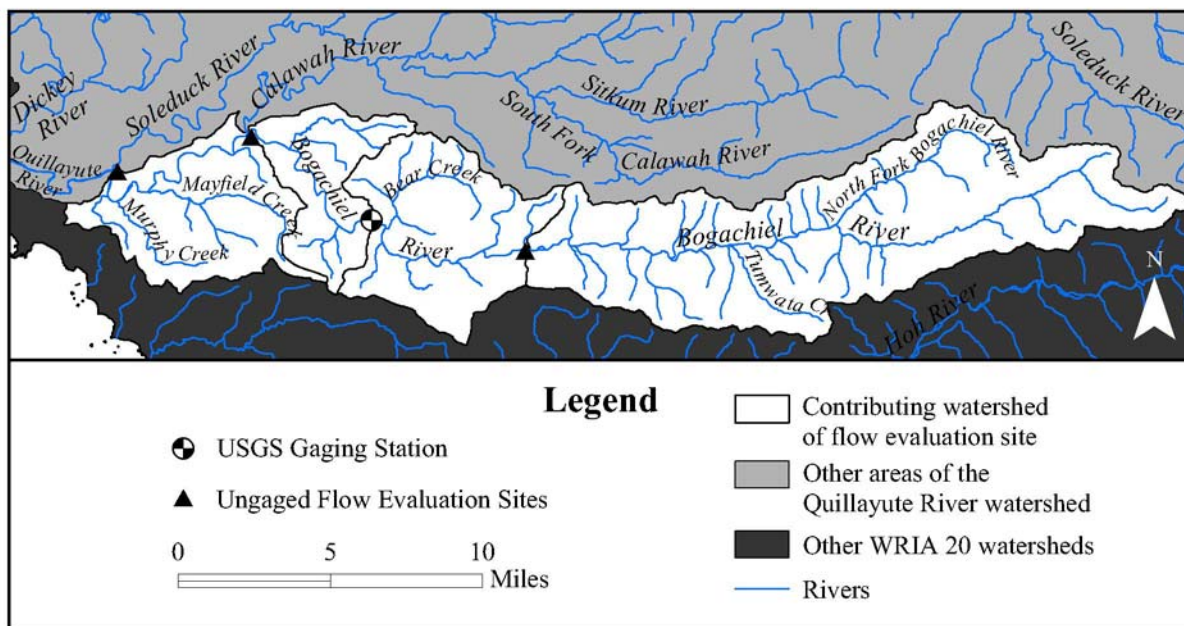 Dickey
River
Soleduck River
Calawah River
Sitkum River
South Fork
Calawah River
Soleduck River
Quillayute
River
Mayfield Creek
Murphy Creek
Bogachiel
Bear Creek
River
Bogachiel
River
North Fork Bogachiel River
Tumwata Cr
Hoh River
N
Legend
USGS Gaging Station
Ungaged Flow Evaluation Sites
0 5 10
Miles
Contributing watershed
of flow evaluation site
Other areas of the
Quillayute River watershed
Other WRIA 20 watersheds
Rivers